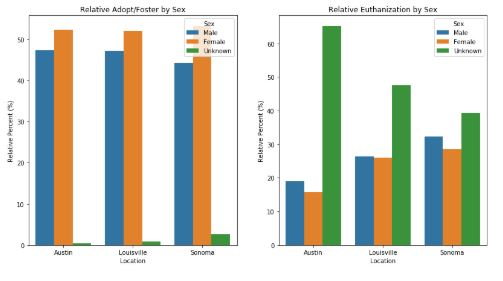 Relative Adopt/Foster by Sex
Sex
Male
Female
Unknown
Relative Percent (%)
50
40
30
20
10
0
Austin
Louisville
Sonoma
Location
Relative Euthanization by Sex
Sex
Male
Female
Unknown
Relative Percent (%)
60
50
40
30
20
10
0
Austin
Louisville
Sonoma
Location